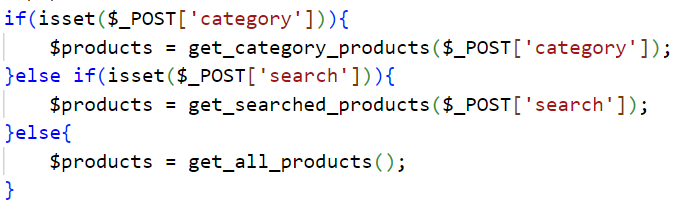 if(isset($_POST['category'])){
    $products = get_category_products($_POST['category']);
}else if(isset($_POST['search'])){
    $products = get_searched_products($_POST['search']);
}else{
    $products = get_all_products();
}